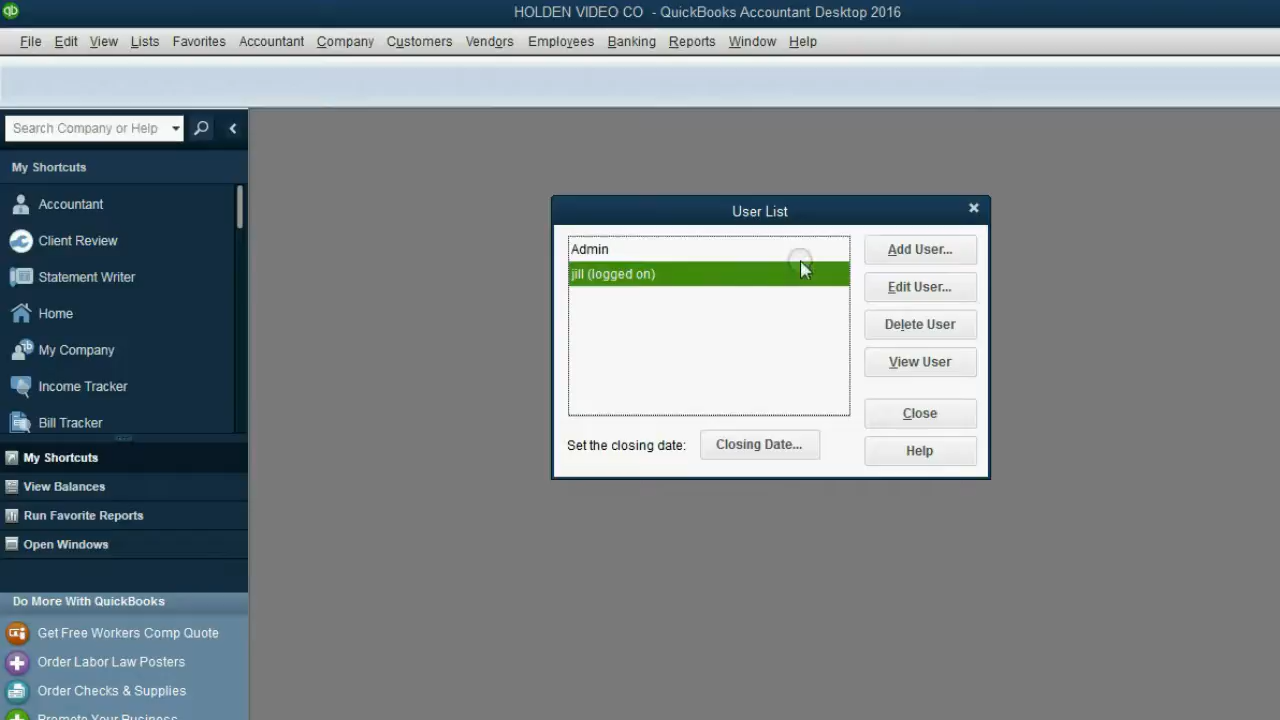 HOLDEN VIDEO CO - QuickBooks Accountant Desktop 2016
File Edit View Lists Favorites Accountant Company Customers Vendors Employees Banking Reports Window Help
Search Company or Help
My Shortcuts
Accountant
Client Review
Statement Writer
Home
My Company
Income Tracker
Bill Tracker
My Shortcuts
View Balances
Run Favorite Reports
Open Windows
Do More With QuickBooks
Get Free Workers Comp Quote
Order Labor Law Posters
Order Checks & Supplies
Promote Your Business
User List
Admin
jill (logged on)
Add User...
Edit User...
Delete User
View User
Close
Help
Set the closing date: Closing Date...